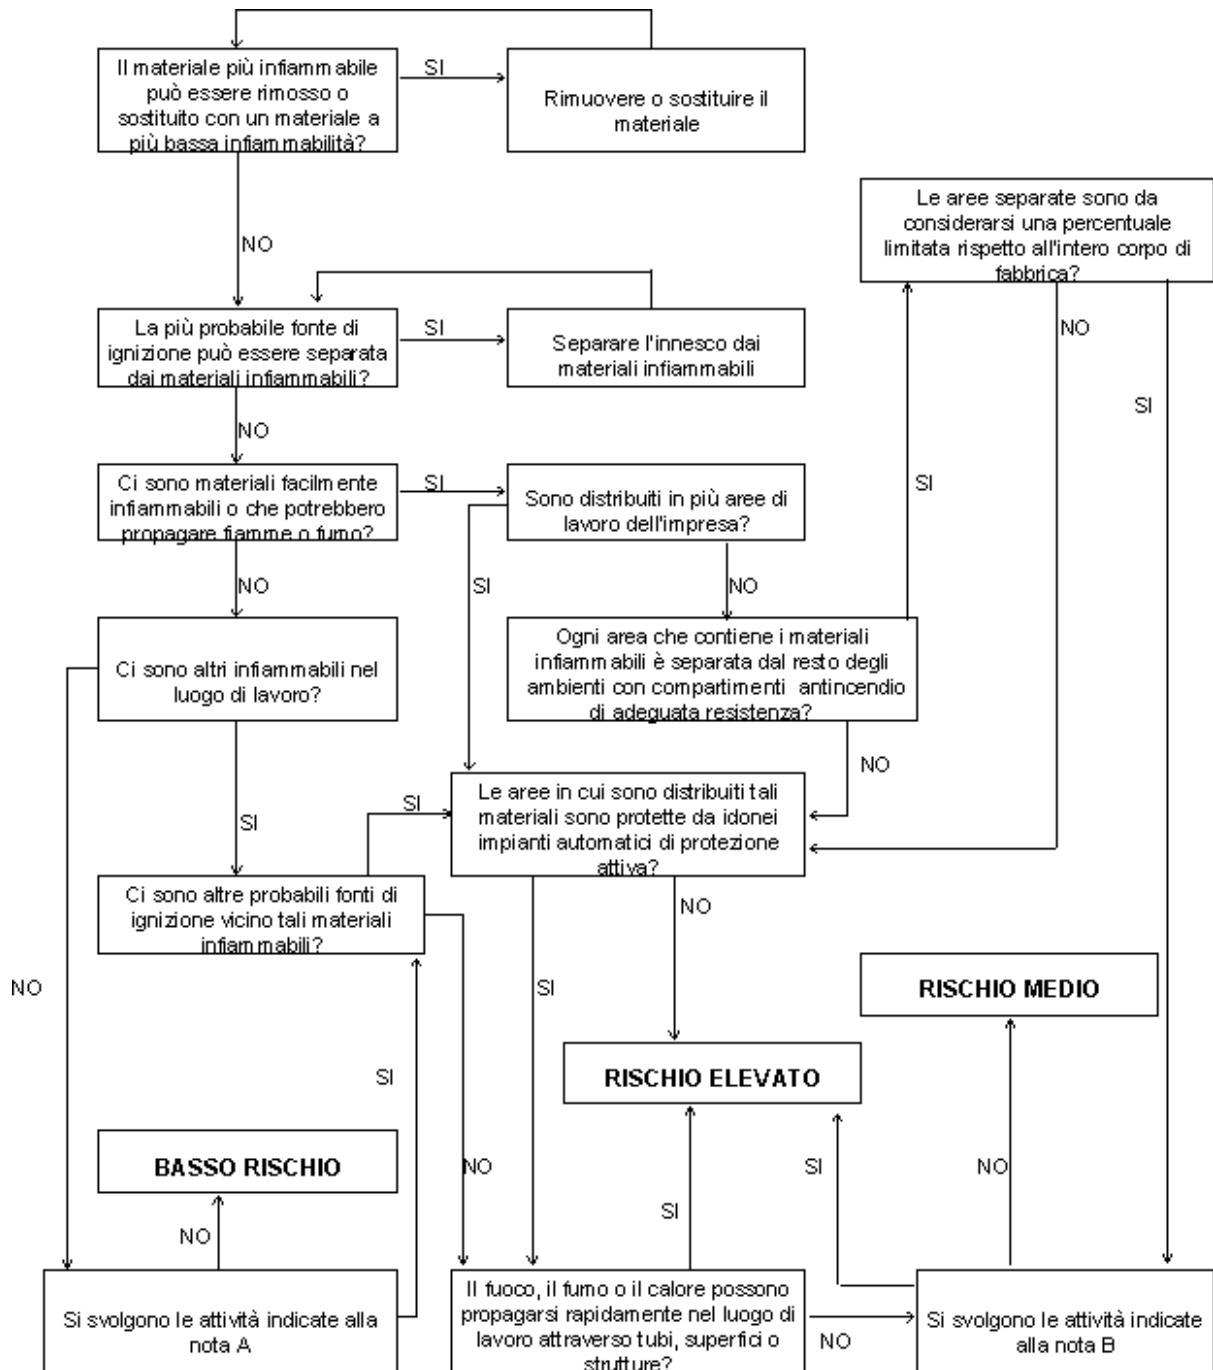 Il materiale più infiammabile
può essere rimosso o
sostituito con un materiale a
più bassa infiammabilità?
SI
Rimuovere o sostituire il
materiale
NO
Le aree separate sono da
considerarsi una percentuale
limitata rispetto all'intero corpo di
fabbrica?
La più probabile fonte di
ignizione può essere separata
dai materiali infiammabili?
SI
Separare l'innesco dai
materiali infiammabili
NO
SI
NO
Ci sono materiali facilmente
infiammabili o che potrebbero
propagare fiamme o fumo?
SI
Sono distribuiti in più aree di
lavoro dell'impresa?
SI
NO
SI
NO
Ci sono altri infiammabili nel
luogo di lavoro?
Ogni area che contiene i materiali
infiammabili è separata dal resto degli
ambienti con compartimenti antincendio
di adeguata resistenza?
NO
SI
SI
Le aree in cui sono distribuiti tali
materiali sono protette da idonei
impianti automatici di protezione
attiva?
Ci sono altre probabili fonti di
ignizione vicino tali materiali
infiammabili?
NO
NO
SI
RISCHIO MEDIO
SI
RISCHIO ELEVATO
BASSO RISCHIO
NO
SI
NO
NO
SI
Si svolgono le attività indicate alla
nota A
Il fuoco, il fumo o il calore possono
propagarsi rapidamente nel luogo di
lavoro attraverso tubi, superfici o
strutture?
NO
Si svolgono le attività indicate
alla nota B